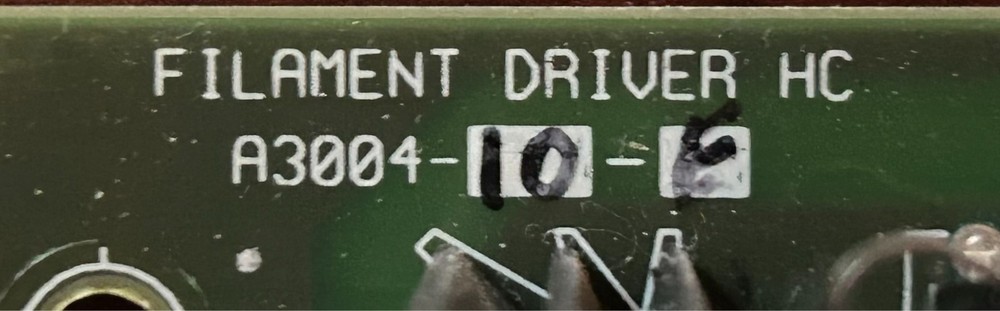 FILAMENT DRIVER HC
A3004-10-F